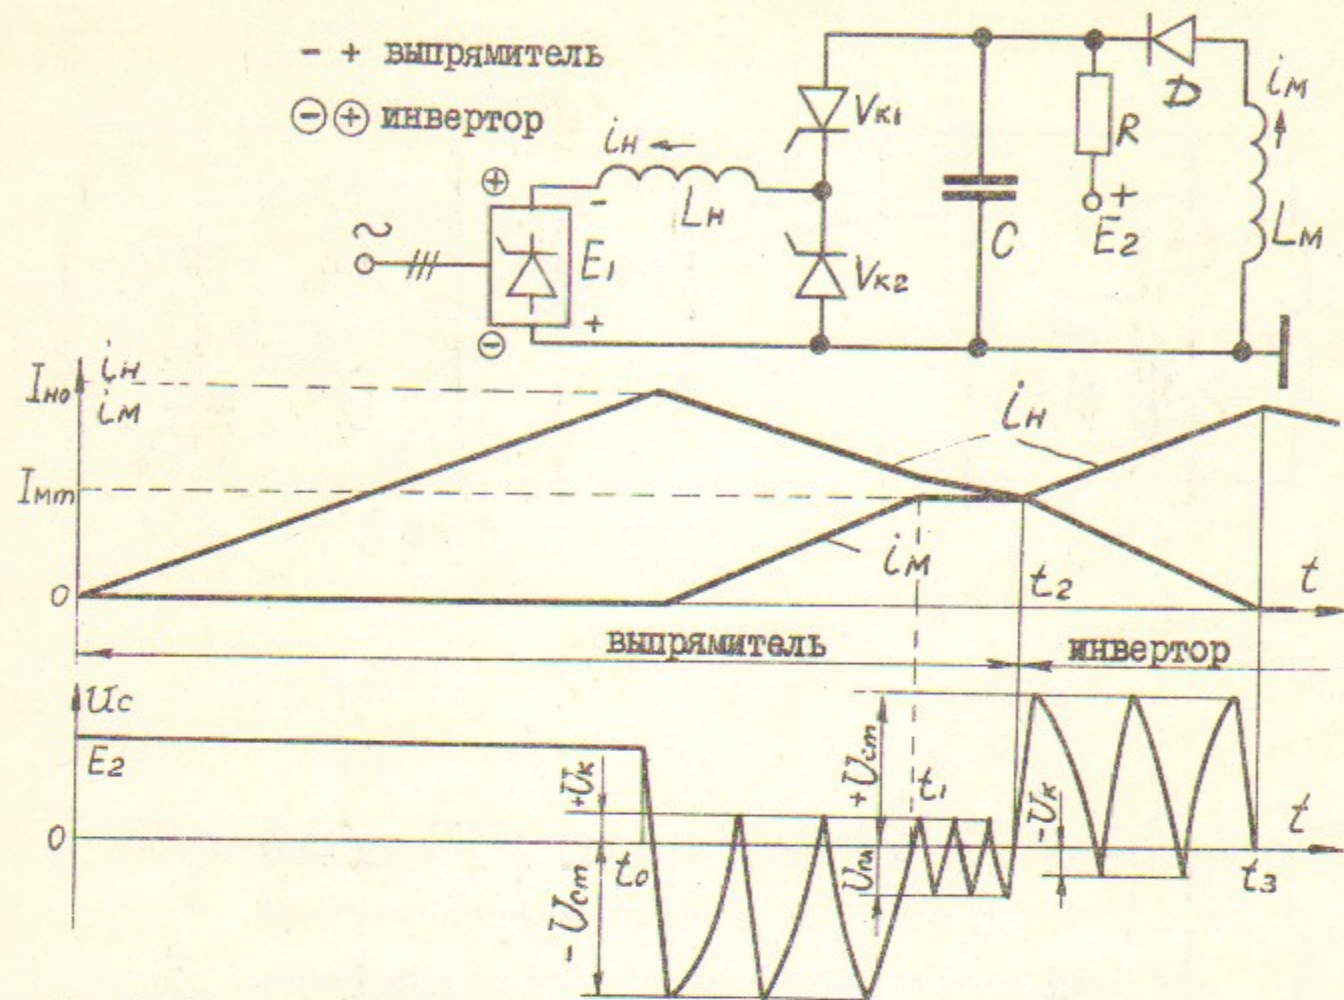 - + выпрямитель
⊖⊕ инвертор
iн
⊕
-
Lн
Vк1
D
iм
R
+
E2
C
Lм
~
E1
Vк2
+
⊖
Iно
iн
iм
iн
Iмm
iм
t2
t
0
выпрямитель
инвертор
Uc
E2
+Uк
+Ucm
t1
-Uк
t
0
t0
Uп
t3
-Ucm